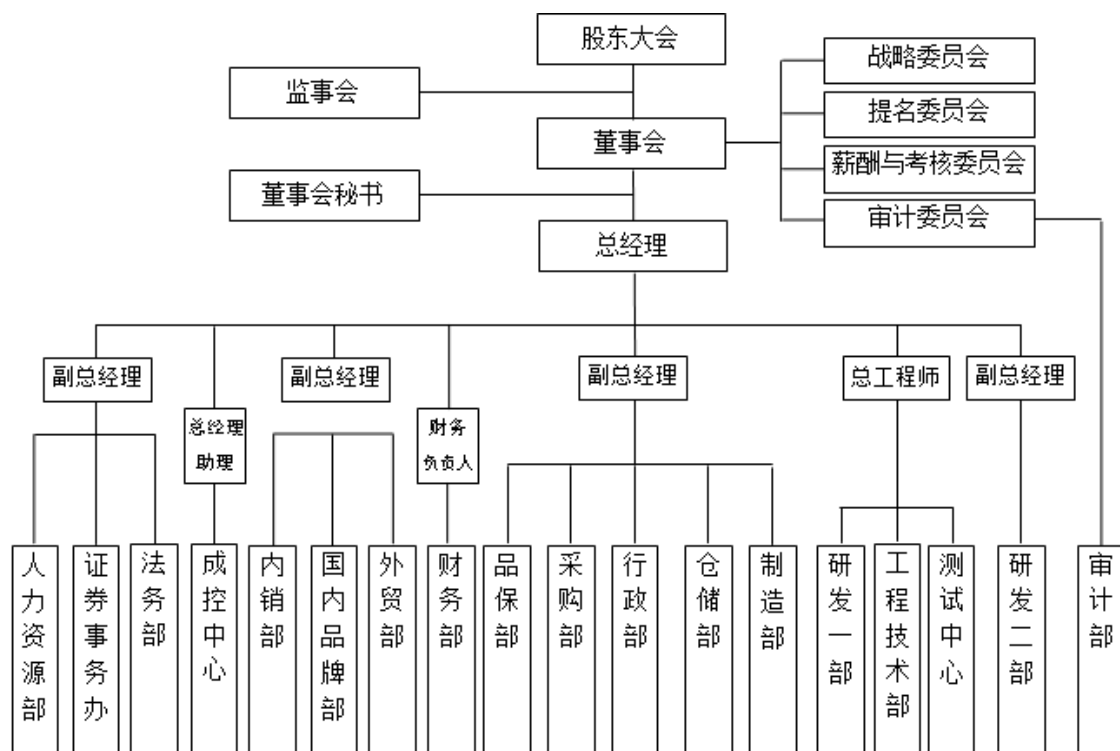 股东大会
战略委员会
监事会
提名委员会
董事会
薪酬与考核委员会
董事会秘书
审计委员会
总经理
副总经理
副总经理
副总经理
总工程师
副总经理
总经理
助理
财务
负责人
人力资源部
证券事务办
法务部
成控中心
内销部
国内品牌部
外贸部
财务部
品保部
采购部
行政部
仓储部
制造部
研发一部
工程技术部
测试中心
研发二部
审计部